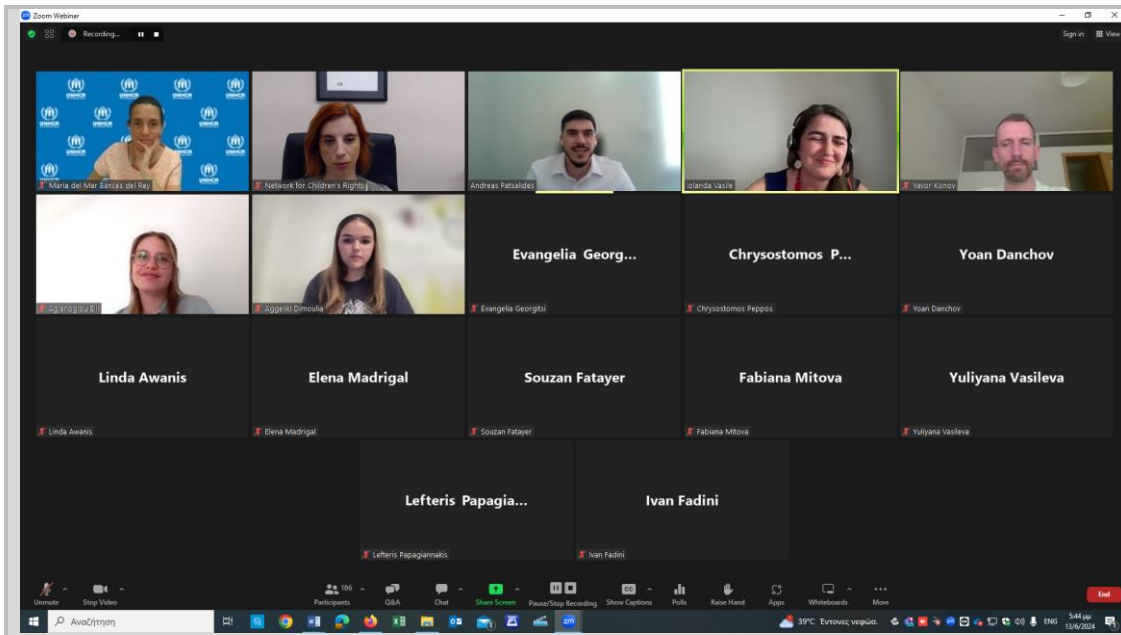 Zoom Webinar
Recording...
Sign in
View
UNHCR
Maria del Mar Bances del Rey
Network for Children's Rights
Andreas Patsalides
Iolanda Vasile
Yavor Konov
Aggeliki Dimoulia
Evangelia Georg...
Evangelia Georgitsi
Chrysostomos P...
Chrysostomos Peppos
Yoan Danchov
Yoan Danchov
Linda Awanis
Linda Awanis
Elena Madrigal
Elena Madrigal
Souzan Fatayer
Souzan Fatayer
Fabiana Mitova
Fabiana Mitova
Yuliyana Vasileva
Yuliyana Vasileva
Lefteris Papagia...
Lefteris Papagiannakis
Ivan Fadini
Ivan Fadini
Unmute
Stop Video
186
Participants
Q&A
Chat
Share Screen
Pause/Stop Recording
CC
Show Captions
Polls
Raise Hand
Apps
Whiteboards
More
End
Αναζήτηση
zm
39°C Έντονες νεφώσ.
ENG
5:44 μμ
13/6/2024